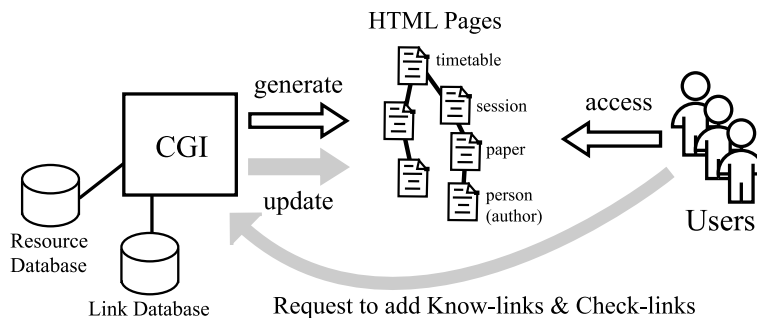 HTML Pages
timetable
generate
session
access
CGI
paper
update
person
(author)
Users
Resource
Database
Link Database
Request to add Know-links & Check-links